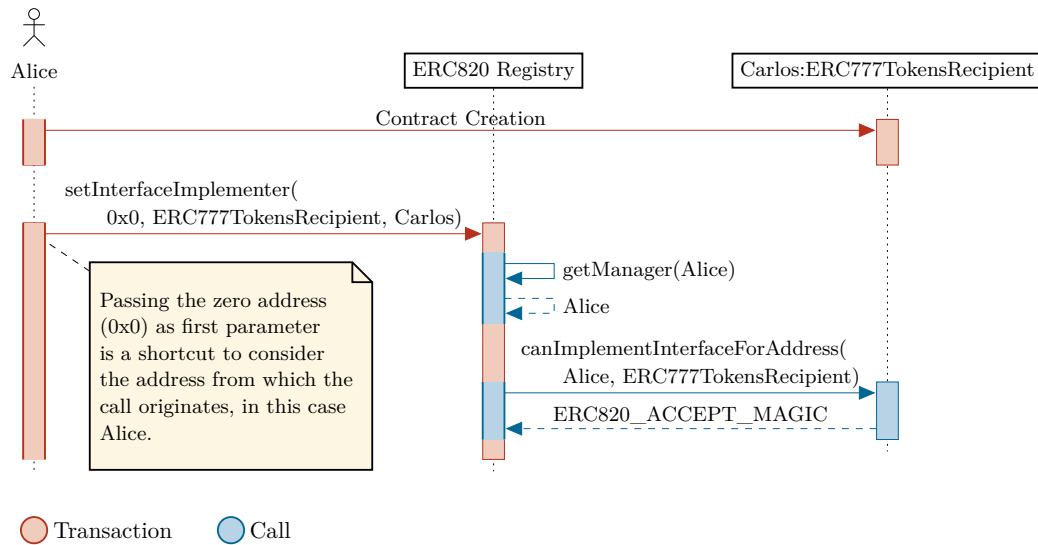 Alice
ERC820 Registry
Carlos:ERC777TokensRecipient
Contract Creation
setInterfaceImplementer(
0x0, ERC777TokensRecipient, Carlos)
getManager(Alice)
Alice
Passing the zero address
(0x0) as first parameter
is a shortcut to consider
the address from which the
call originates, in this case
Alice.
canImplementInterfaceForAddress(
Alice, ERC777TokensRecipient)
ERC820_ACCEPT_MAGIC
Transaction
Call